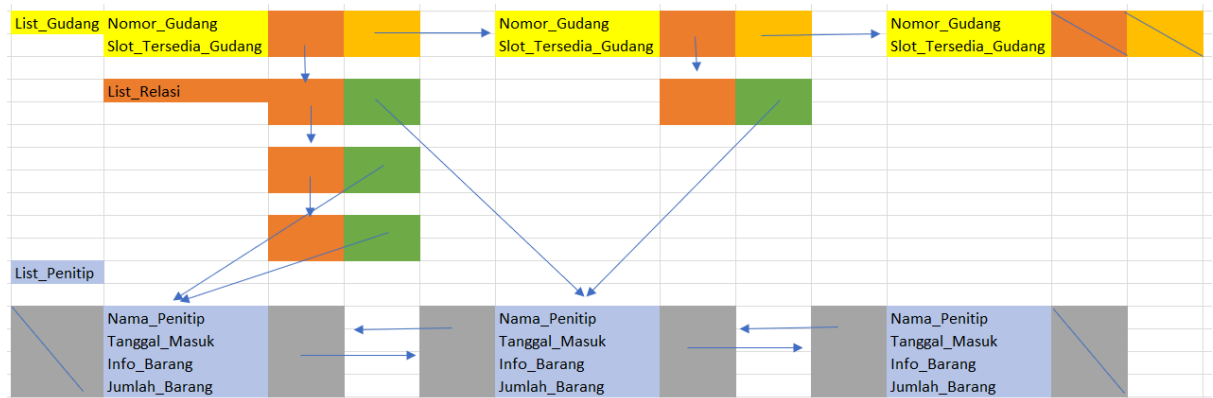 List_Gudang Nomor_Gudang Nomor_Gudang Nomor_Gudang
Slot_Tersedia_Gudang Slot_Tersedia_Gudang Slot_Tersedia_Gudang
List_Relasi
List_Penitip
Nama_Penitip Nama_Penitip Nama_Penitip
Tanggal_Masuk Tanggal_Masuk Tanggal_Masuk
Info_Barang Info_Barang Info_Barang
Jumlah_Barang Jumlah_Barang Jumlah_Barang